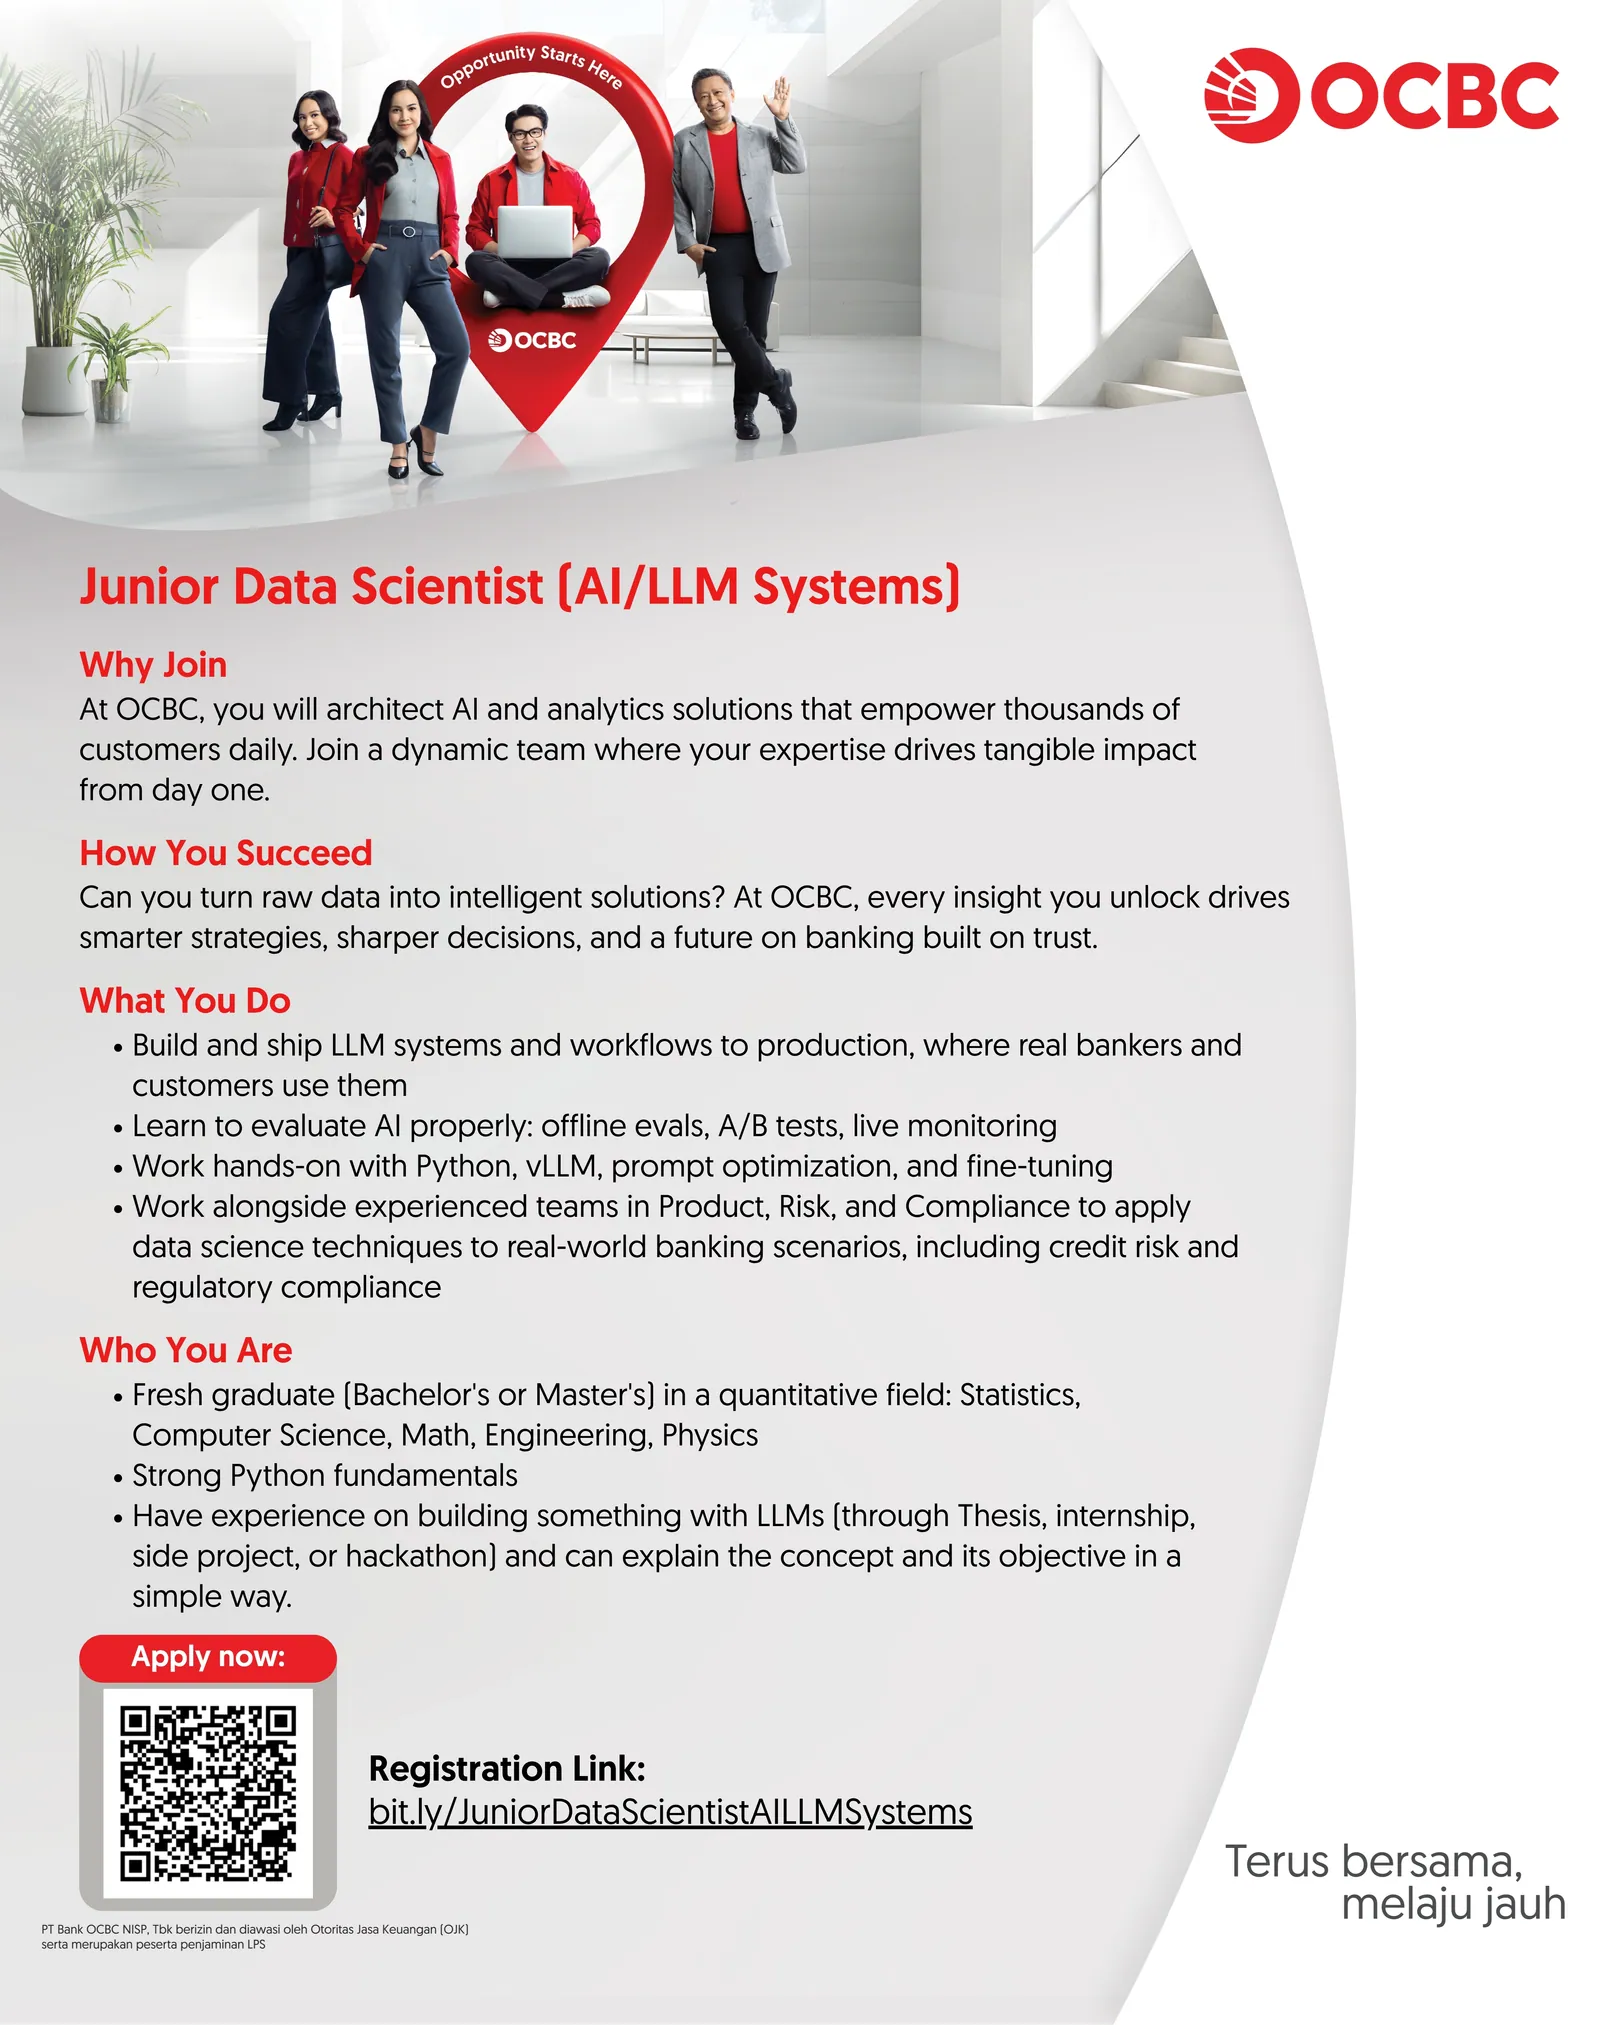 Opportunity Starts Here
OCBC
OCBC
Junior Data Scientist (AI/LLM Systems)
Why Join
At OCBC, you will architect AI and analytics solutions that empower thousands of
customers daily. Join a dynamic team where your expertise drives tangible impact
from day one.
How You Succeed
Can you turn raw data into intelligent solutions? At OCBC, every insight you unlock drives
smarter strategies, sharper decisions, and a future on banking built on trust.
What You Do
• Build and ship LLM systems and workflows to production, where real bankers and
customers use them
• Learn to evaluate AI properly: offline evals, A/B tests, live monitoring
• Work hands-on with Python, vLLM, prompt optimization, and fine-tuning
• Work alongside experienced teams in Product, Risk, and Compliance to apply
data science techniques to real-world banking scenarios, including credit risk and
regulatory compliance
Who You Are
• Fresh graduate (Bachelor's or Master's) in a quantitative field: Statistics,
Computer Science, Math, Engineering, Physics
• Strong Python fundamentals
• Have experience on building something with LLMs (through Thesis, internship,
side project, or hackathon) and can explain the concept and its objective in a
simple way.
Apply now:
Registration Link:
bit.ly/JuniorDataScientistAILLMSystems
Terus bersama,
melaju jauh
PT Bank OCBC NISP, Tbk berizin dan diawasi oleh Otoritas Jasa Keuangan (OJK)
serta merupakan peserta penjaminan LPS